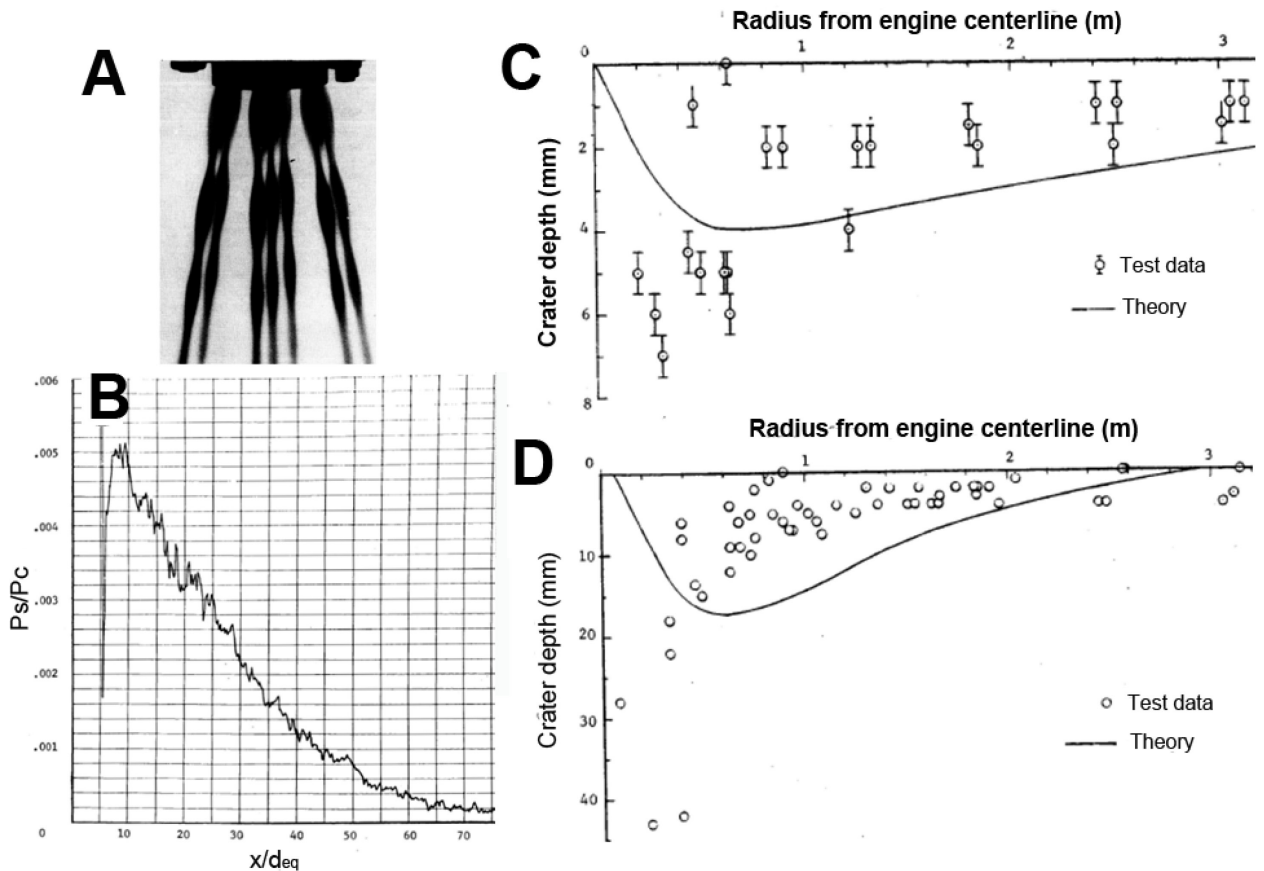 A
B
.006
.005
.004
.003
.002
.001
0
10
20
30
40
50
60
70
Ps/Pc
x/deq
C
Radius from engine centerline (m)
0
1
2
3
2
4
6
8
Crater depth (mm)
Test data
Theory
D
Radius from engine centerline (m)
0
1
2
3
10
20
30
40
Cráter depth (mm)
Test data
Theory